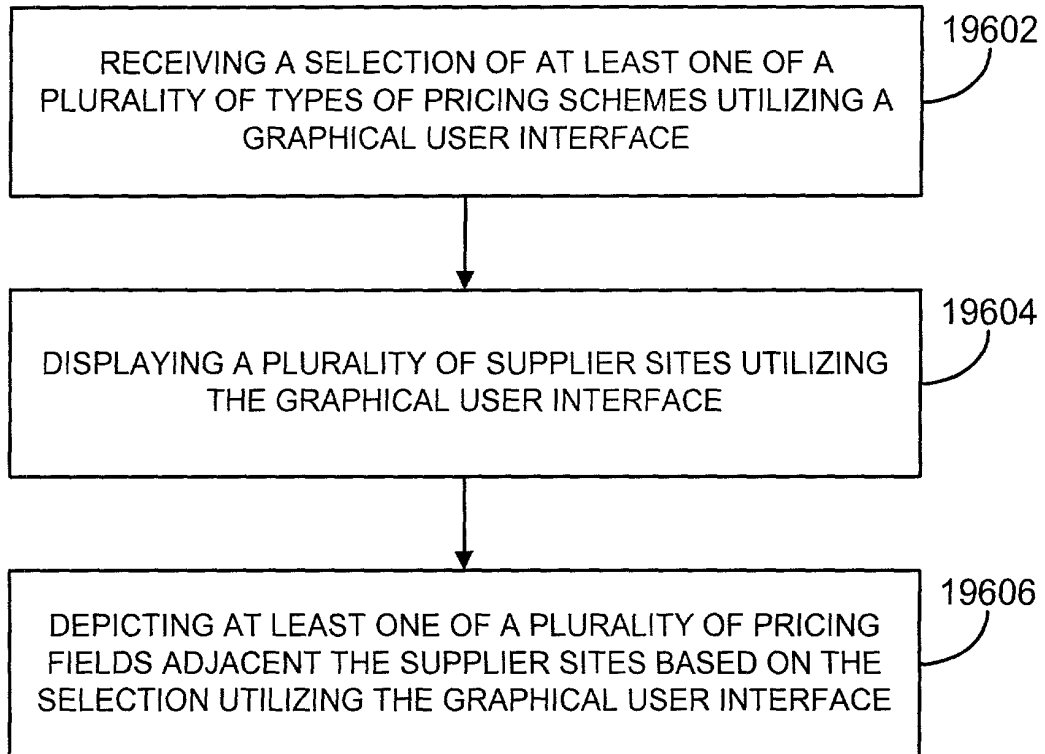 19602
RECEIVING A SELECTION OF AT LEAST ONE OF A
PLURALITY OF TYPES OF PRICING SCHEMES UTILIZING A
GRAPHICAL USER INTERFACE
19604
DISPLAYING A PLURALITY OF SUPPLIER SITES UTILIZING
THE GRAPHICAL USER INTERFACE
19606
DEPICTING AT LEAST ONE OF A PLURALITY OF PRICING
FIELDS ADJACENT THE SUPPLIER SITES BASED ON THE
SELECTION UTILIZING THE GRAPHICAL USER INTERFACE